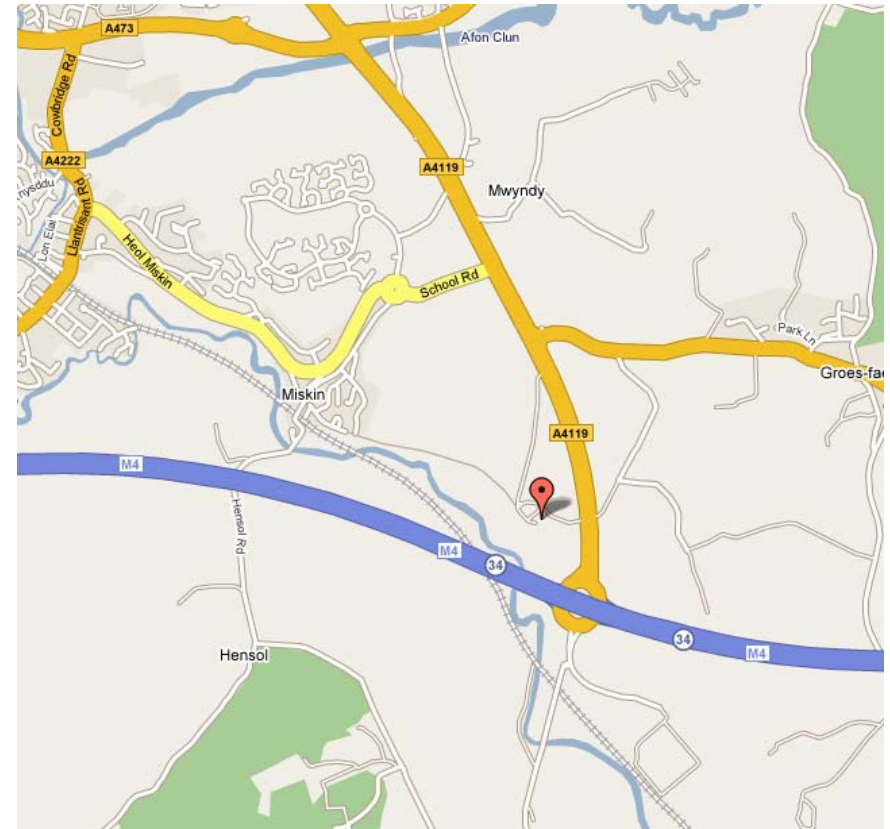 A473
Afon Clun
Cowbridge Rd
A4222
A4119
Mwyndy
nysddu
Llantrisant Rd
Lon Elai
Heol Miskin
School Rd
Park Ln
Groes-fae
Miskin
A4119
M4
Hensol Rd
M4
34
34
M4
Hensol